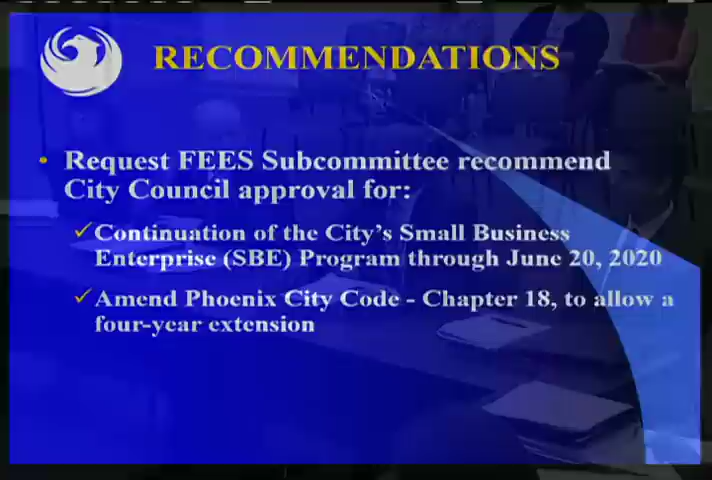 RECOMMENDATIONS
• Request FEES Subcommittee recommend
City Council approval for:
✓Continuation of the City's Small Business
Enterprise (SBE) Program through June 20, 2020
✓Amend Phoenix City Code - Chapter 18, to allow a
four-year extension